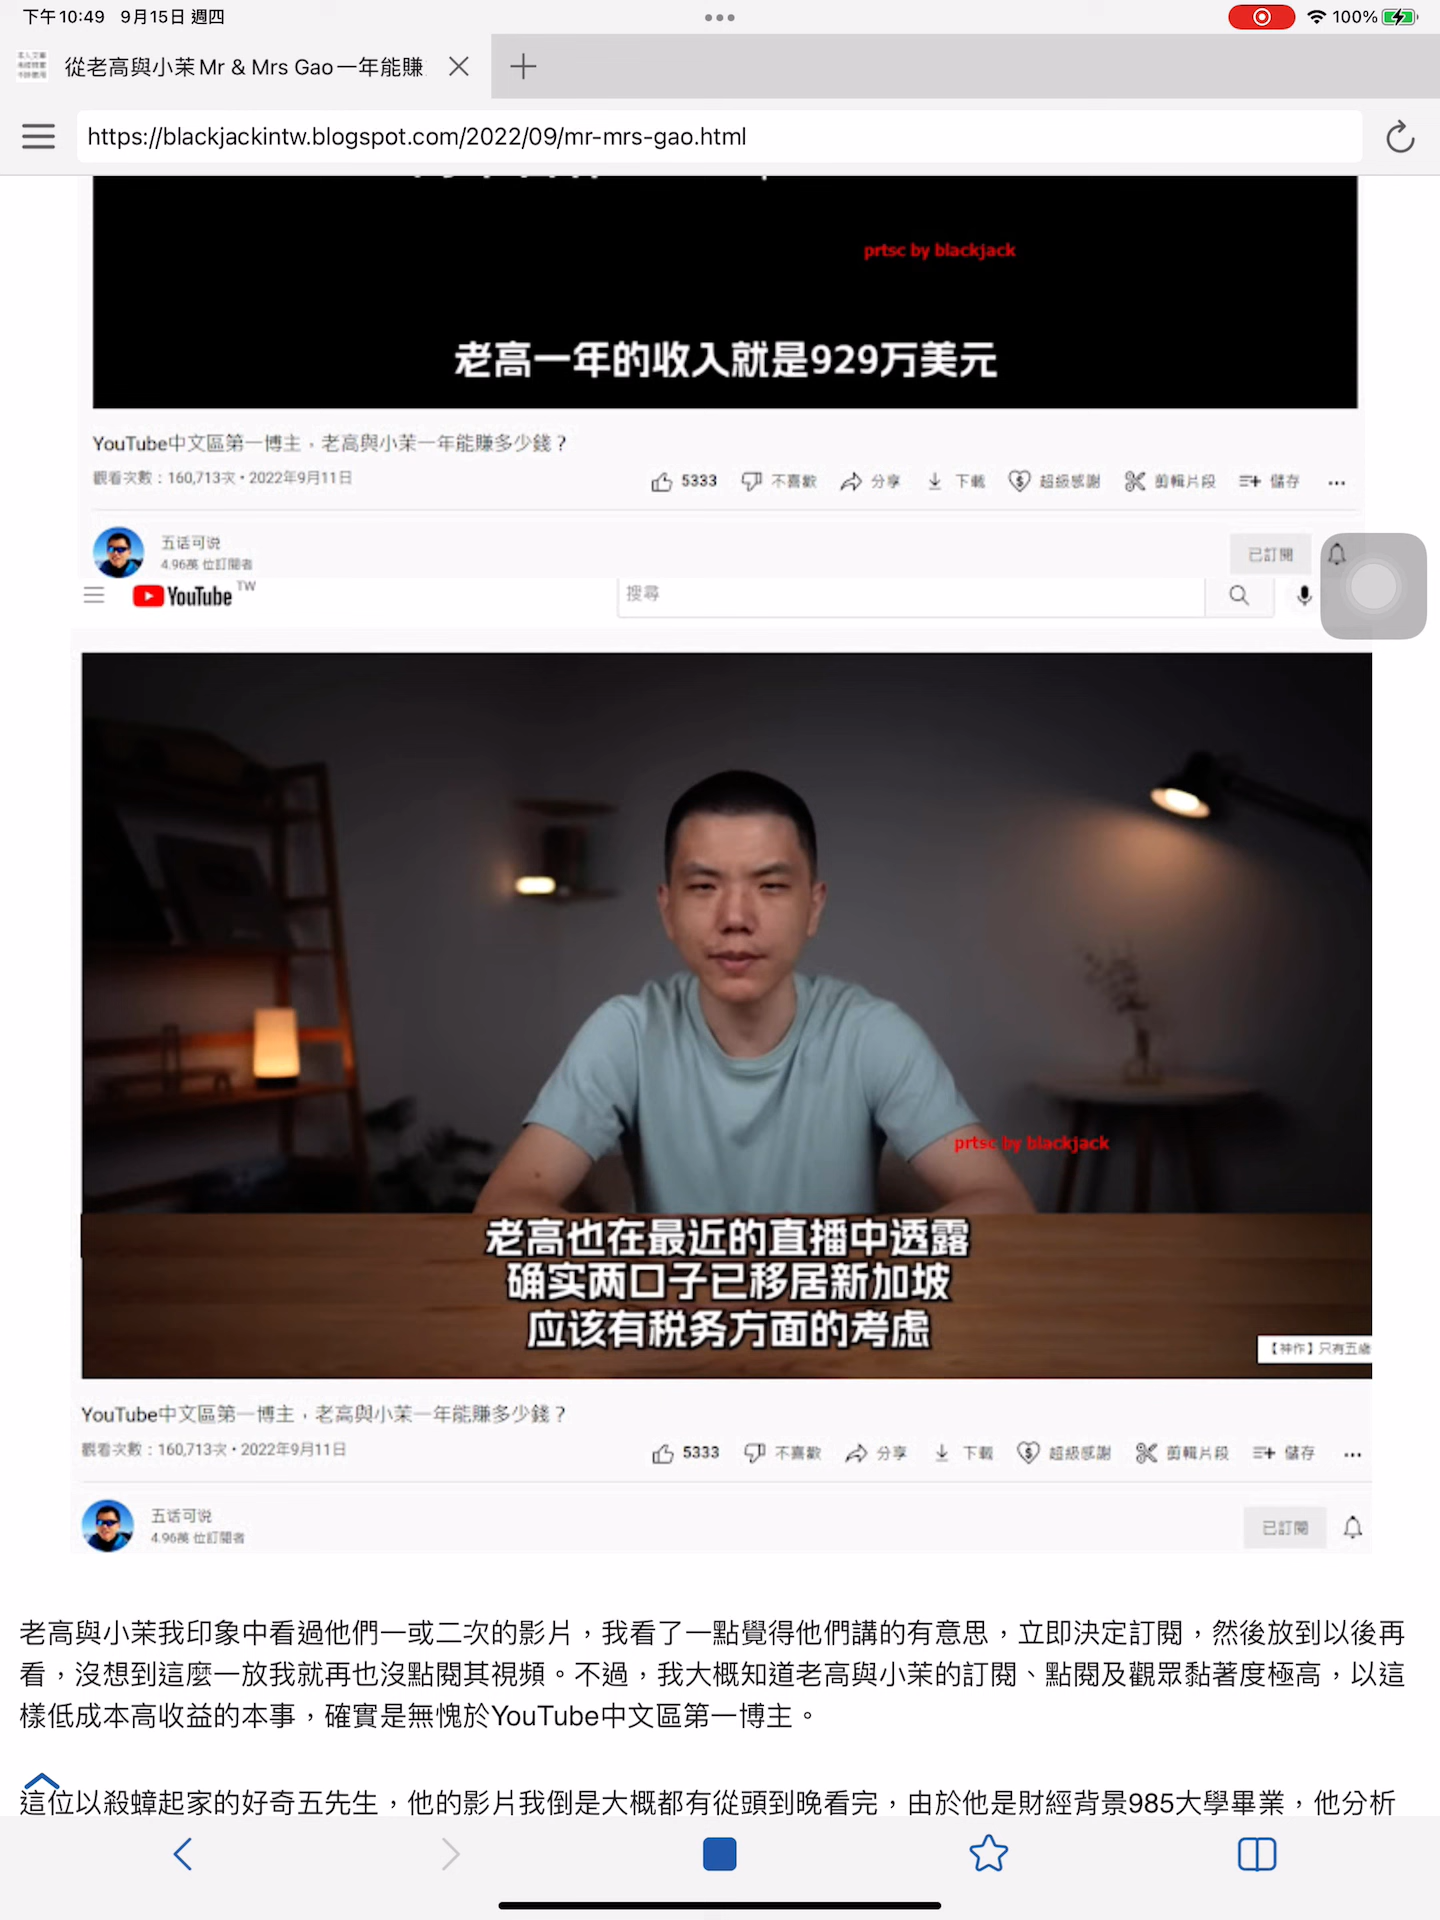 下午10:49 9月15日 週四
100%
從老高與小茉Mr & Mrs Gao一年能賺
https://blackjackintw.blogspot.com/2022/09/mr-mrs-gao.html
prtsc by blackjack
老高一年的收入就是929万美元
YouTube中文區第一博主，老高與小茉一年能賺多少錢？
觀看次數：160,713次 • 2022年9月11日
5333 不喜歡 分享 下載 超級感謝 剪輯片段 儲存
五话可说
4.96萬 位訂閱者
已訂閱
YouTube TW
搜尋
prtsc by blackjack
老高也在最近的直播中透露
确实两口子已移居新加坡
应该有税务方面的考虑
【神作】只有五歲
YouTube中文區第一博主，老高與小茉一年能賺多少錢？
觀看次數：160,713次 • 2022年9月11日
5333 不喜歡 分享 下載 超級感謝 剪輯片段 儲存
五话可说
4.96萬 位訂閱者
已訂閱
老高與小茉我印象中看過他們一或二次的影片，我看了一點覺得他們講的有意思，立即決定訂閱，然後放到以後再
看，沒想到這麼一放我就再也沒點閱其視頻。不過，我大概知道老高與小茉的訂閱、點閱及觀眾黏著度極高，以這
樣低成本高收益的本事，確實是無愧於YouTube中文區第一博主。
這位以殺蟑起家的好奇五先生，他的影片我倒是大概都有從頭到晚看完，由於他是財經背景985大學畢業，他分析